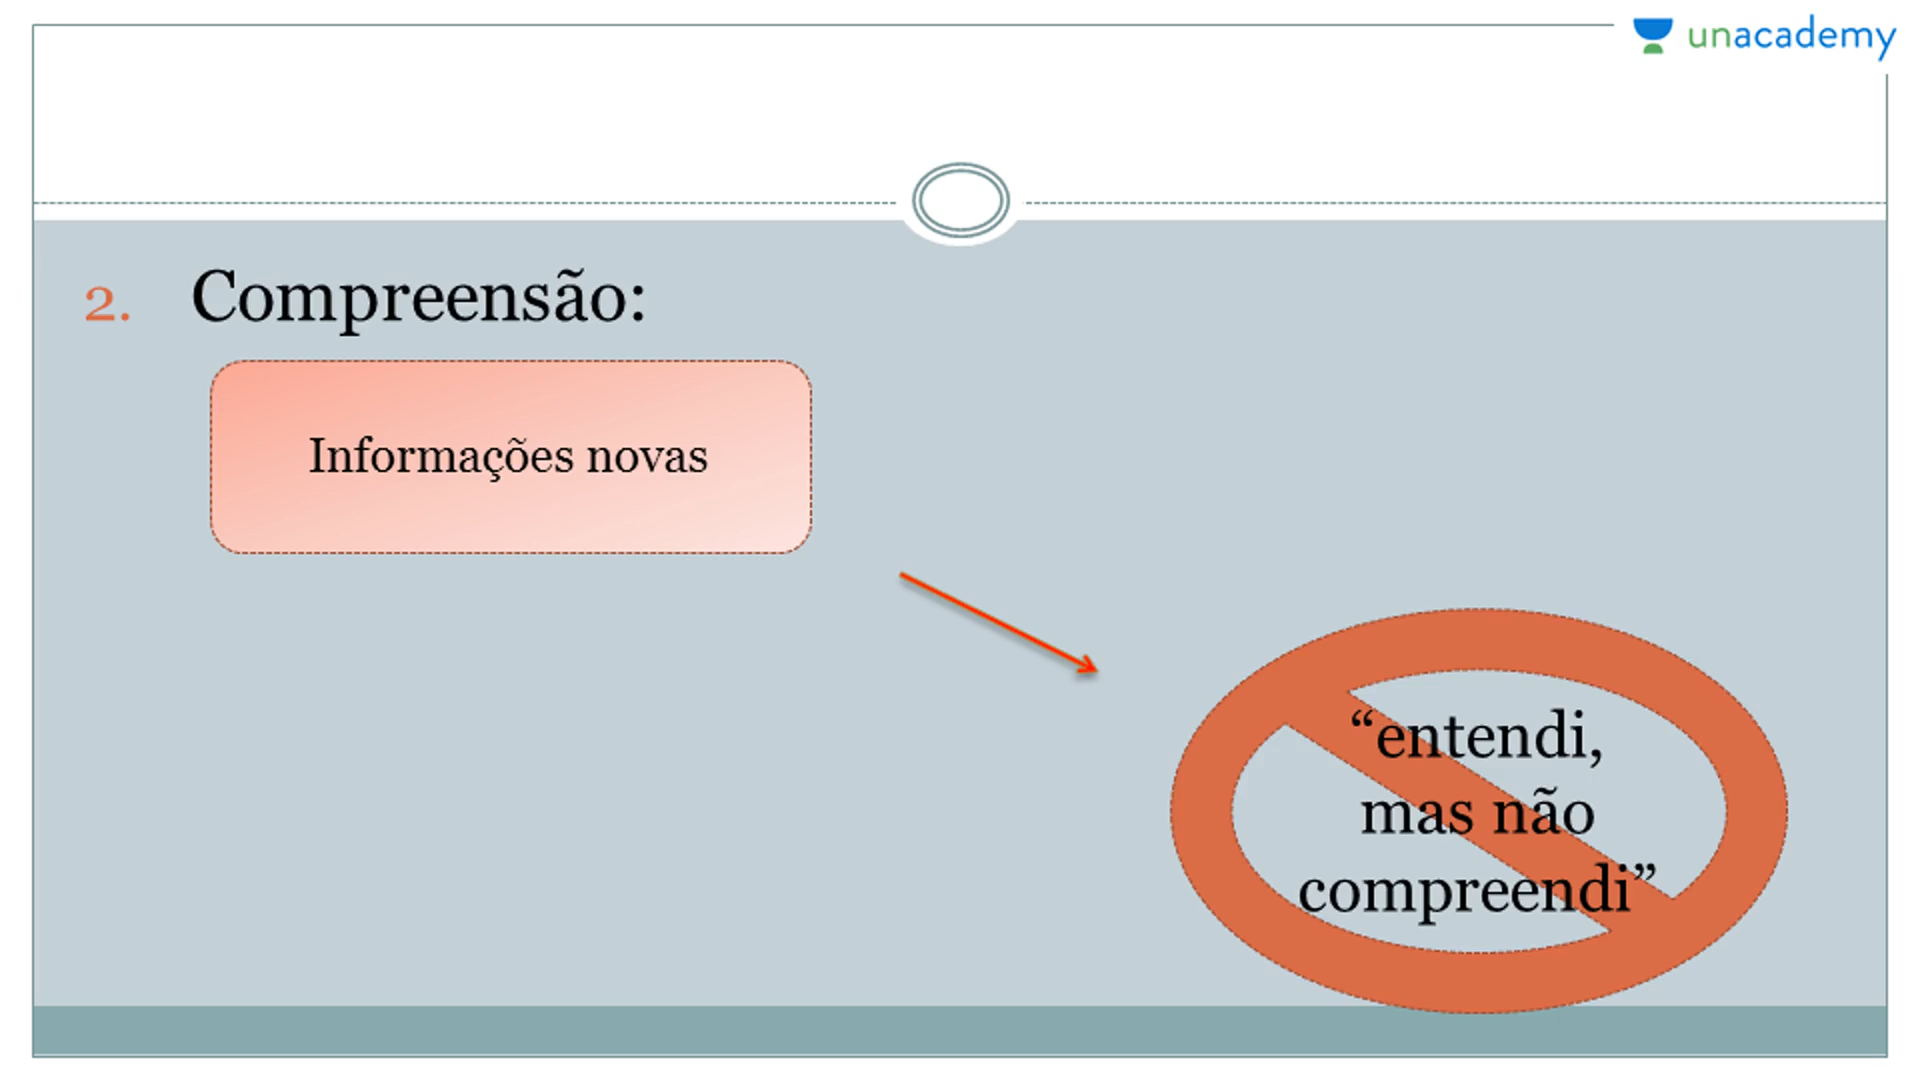 unacademy
2. Compreensão:
Informações novas
“entendi,
mas não
compreendi”